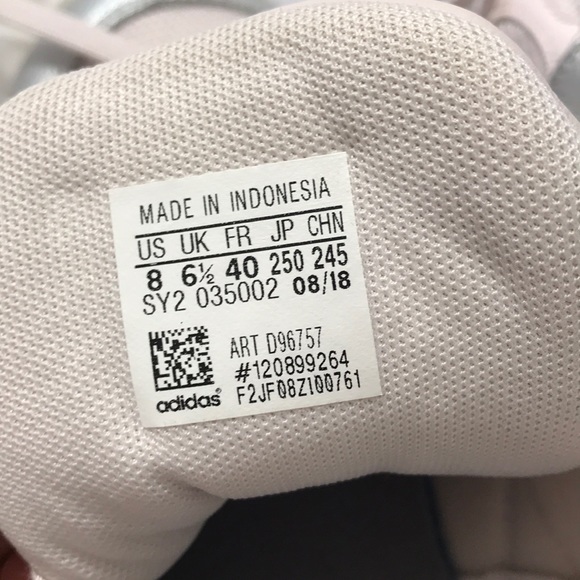 MADE IN INDONESIA
US UK FR JP CHN
8 6½ 40 250 245
SY2 035002 08/18
ART D96757
#120899264
F2JF08Z100761
adidas